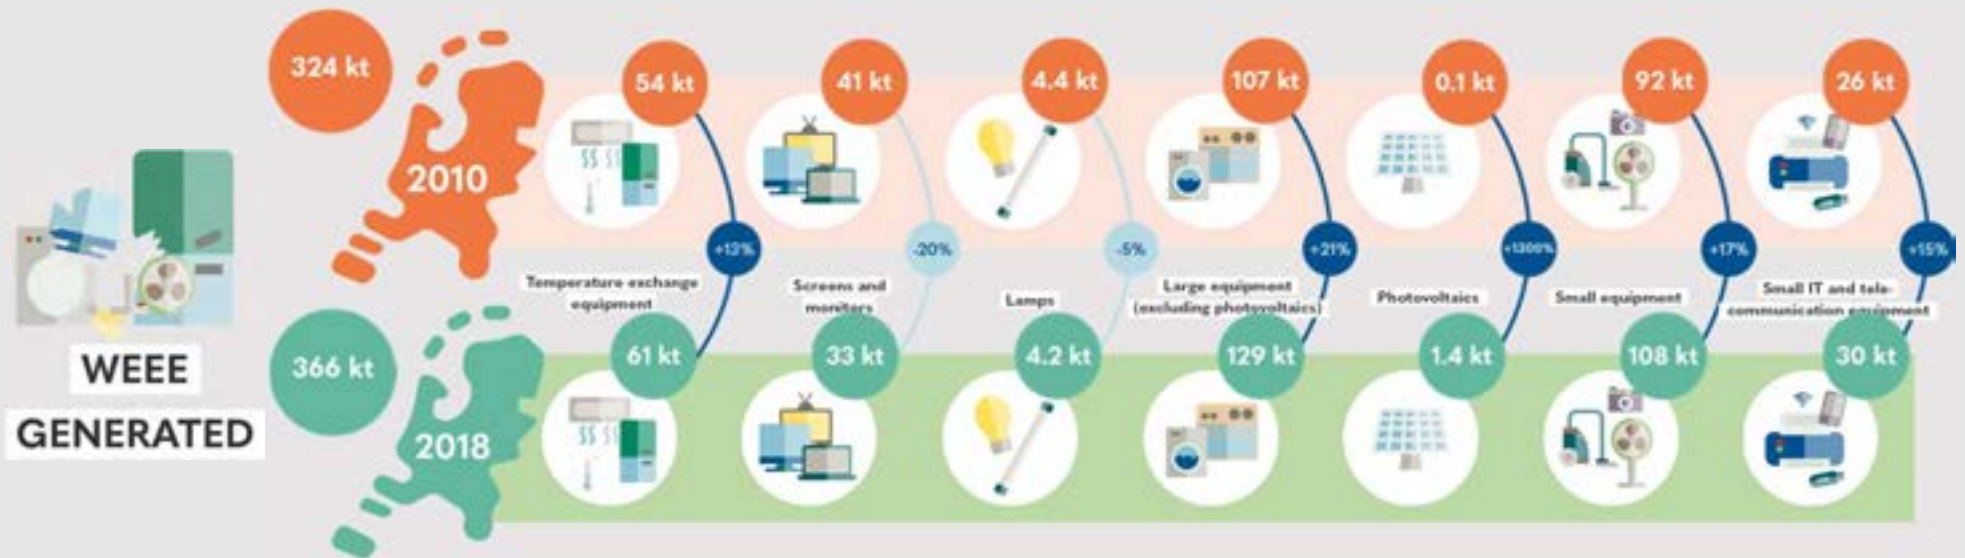 324 kt
2010
54 kt
41 kt
4.4 kt
107 kt
0.1 kt
92 kt
26 kt
+13%
-20%
-5%
+21%
+1300%
+17%
+15%
Temperature exchange
equipment
Screens and
monitors
Lamps
Large equipment
(excluding photovoltaics)
Photovoltaics
Small equipment
Small IT and tele-
communication equipment
WEEE
GENERATED
366 kt
2018
61 kt
33 kt
4.2 kt
129 kt
1.4 kt
108 kt
30 kt